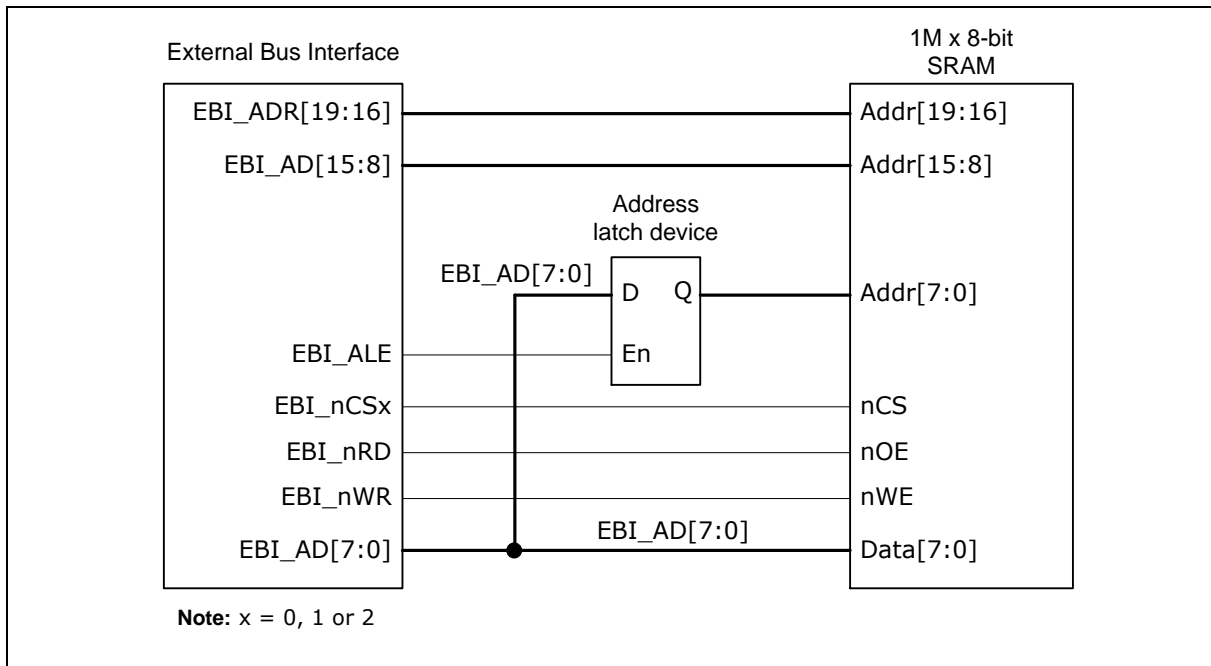 External Bus Interface
1M x 8-bit
SRAM
EBI_ADR[19:16]
Addr[19:16]
EBI_AD[15:8]
Addr[15:8]
Address
latch device
EBI_AD[7:0]
D
Q
Addr[7:0]
EBI_ALE
En
EBI_nCSx
nCS
EBI_nRD
nOE
EBI_nWR
nWE
EBI_AD[7:0]
EBI_AD[7:0]
Data[7:0]
Note: x = 0, 1 or 2